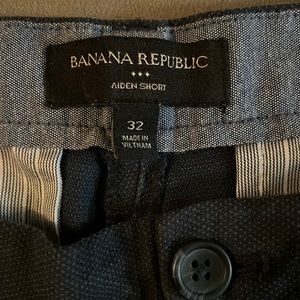 BANANA REPUBLIC
AIDEN SHORT
32
MADE IN
VIETNAM